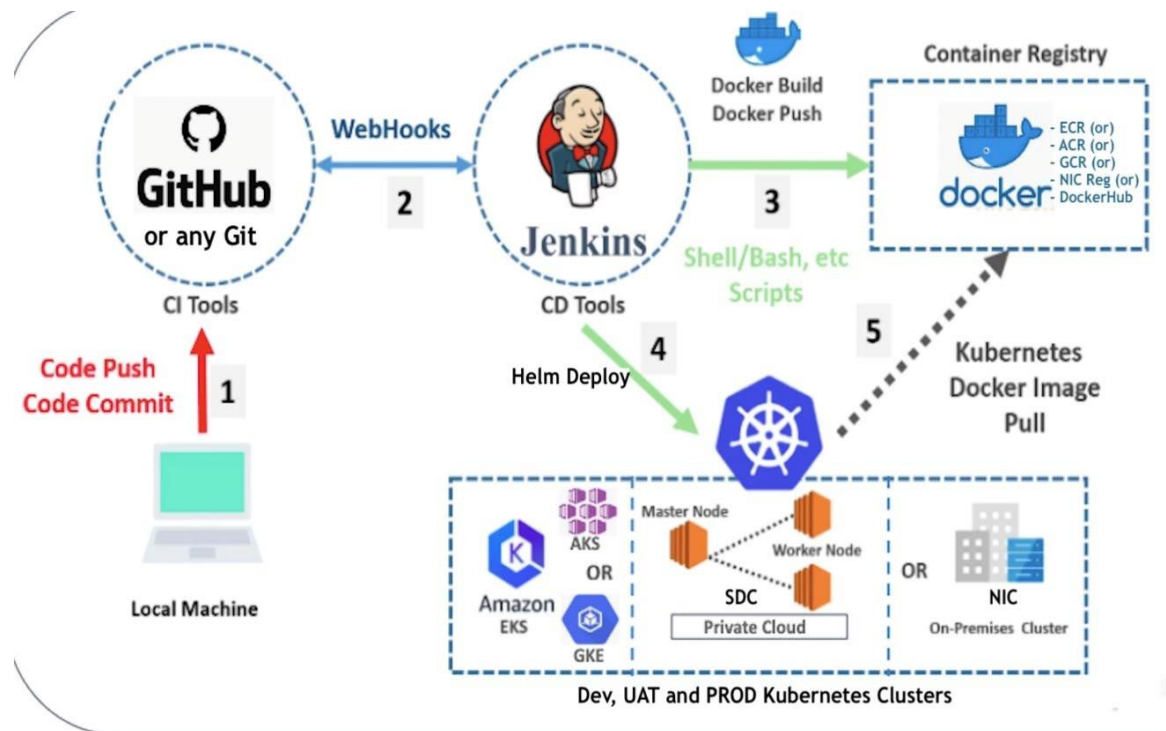 Container Registry
Docker Build
Docker Push
GitHub
or any Git
CI Tools
WebHooks
2
Jenkins
CD Tools
3
docker
- ECR (or)
- ACR (or)
- GCR (or)
- NIC Reg (or)
- DockerHub
Shell/Bash, etc
Scripts
Code Push
Code Commit
1
4
Helm Deploy
5
Kubernetes
Docker Image
Pull
Local Machine
AKS
OR
Amazon
EKS
GKE
Master Node
Worker Node
SDC
Private Cloud
OR
NIC
On-Premises Cluster
Dev, UAT and PROD Kubernetes Clusters